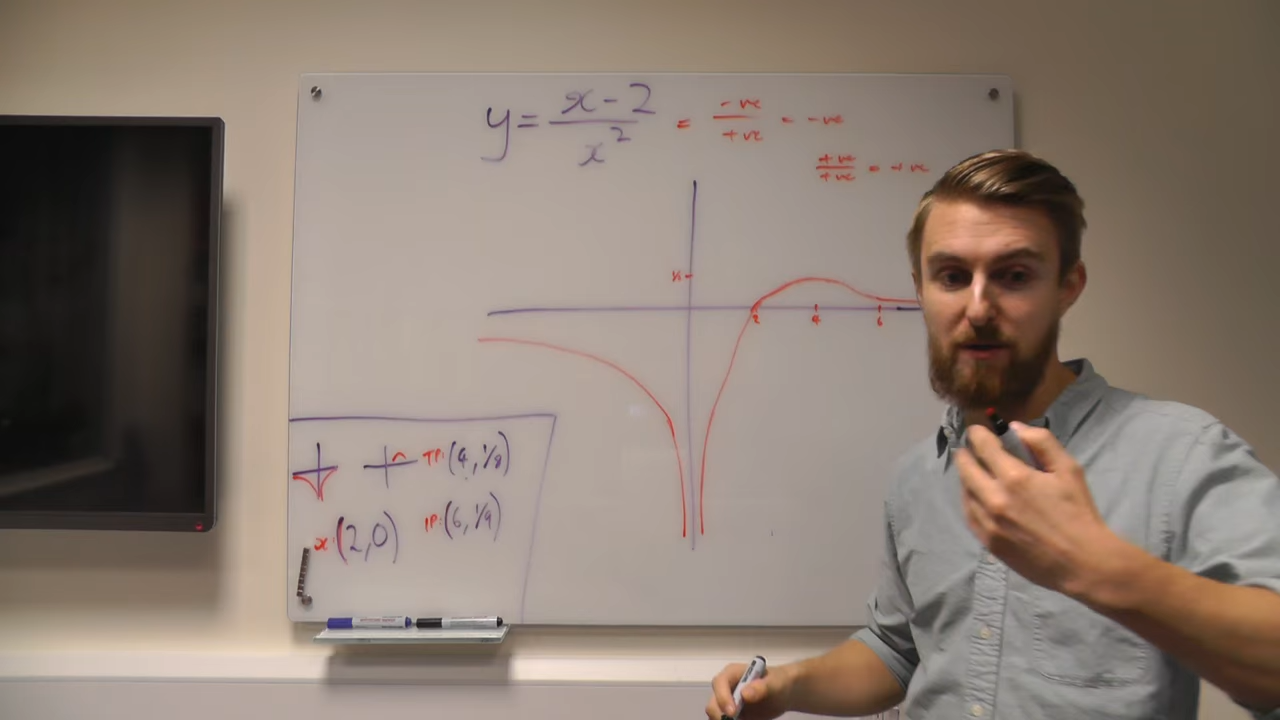 y = x-2/x² = -ve/+ve = -ve
+ve/+ve = +ve
⅛
2 4 6
TP: (4, 1/8)
x: (2,0) IP: (6, 1/9)